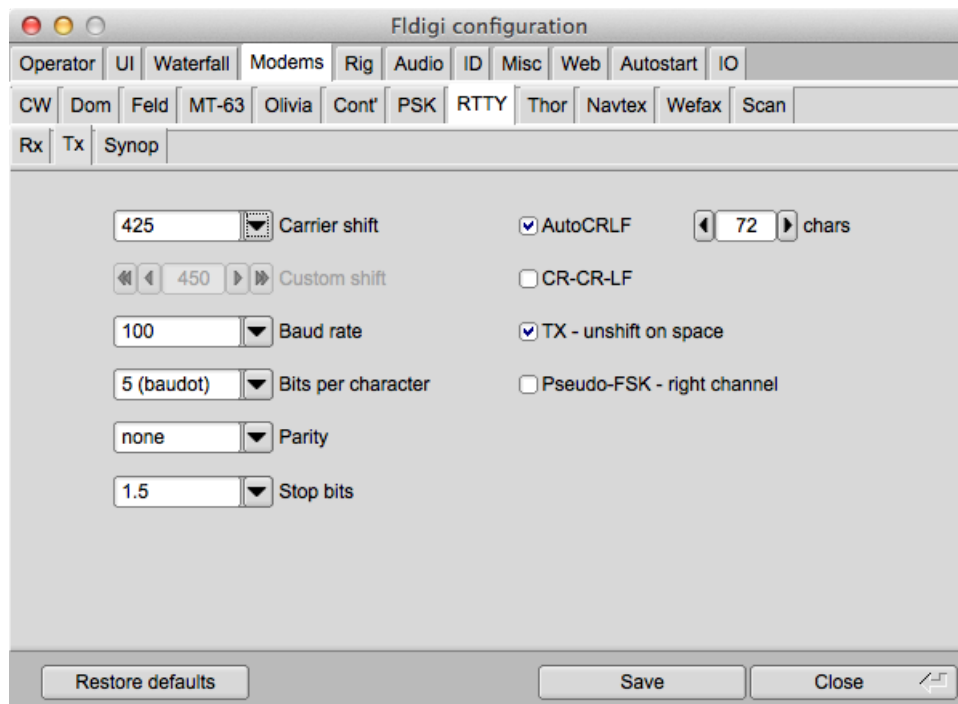 Fldigi configuration
Operator UI Waterfall Modems Rig Audio ID Misc Web Autostart IO
CW Dom Feld MT-63 Olivia Cont' PSK RTTY Thor Navtex Wefax Scan
Rx Tx Synop
425 Carrier shift AutoCRLF 72 chars
450 Custom shift CR-CR-LF
100 Baud rate TX - unshift on space
5 (baudot) Bits per character Pseudo-FSK - right channel
none Parity
1.5 Stop bits
Restore defaults Save Close